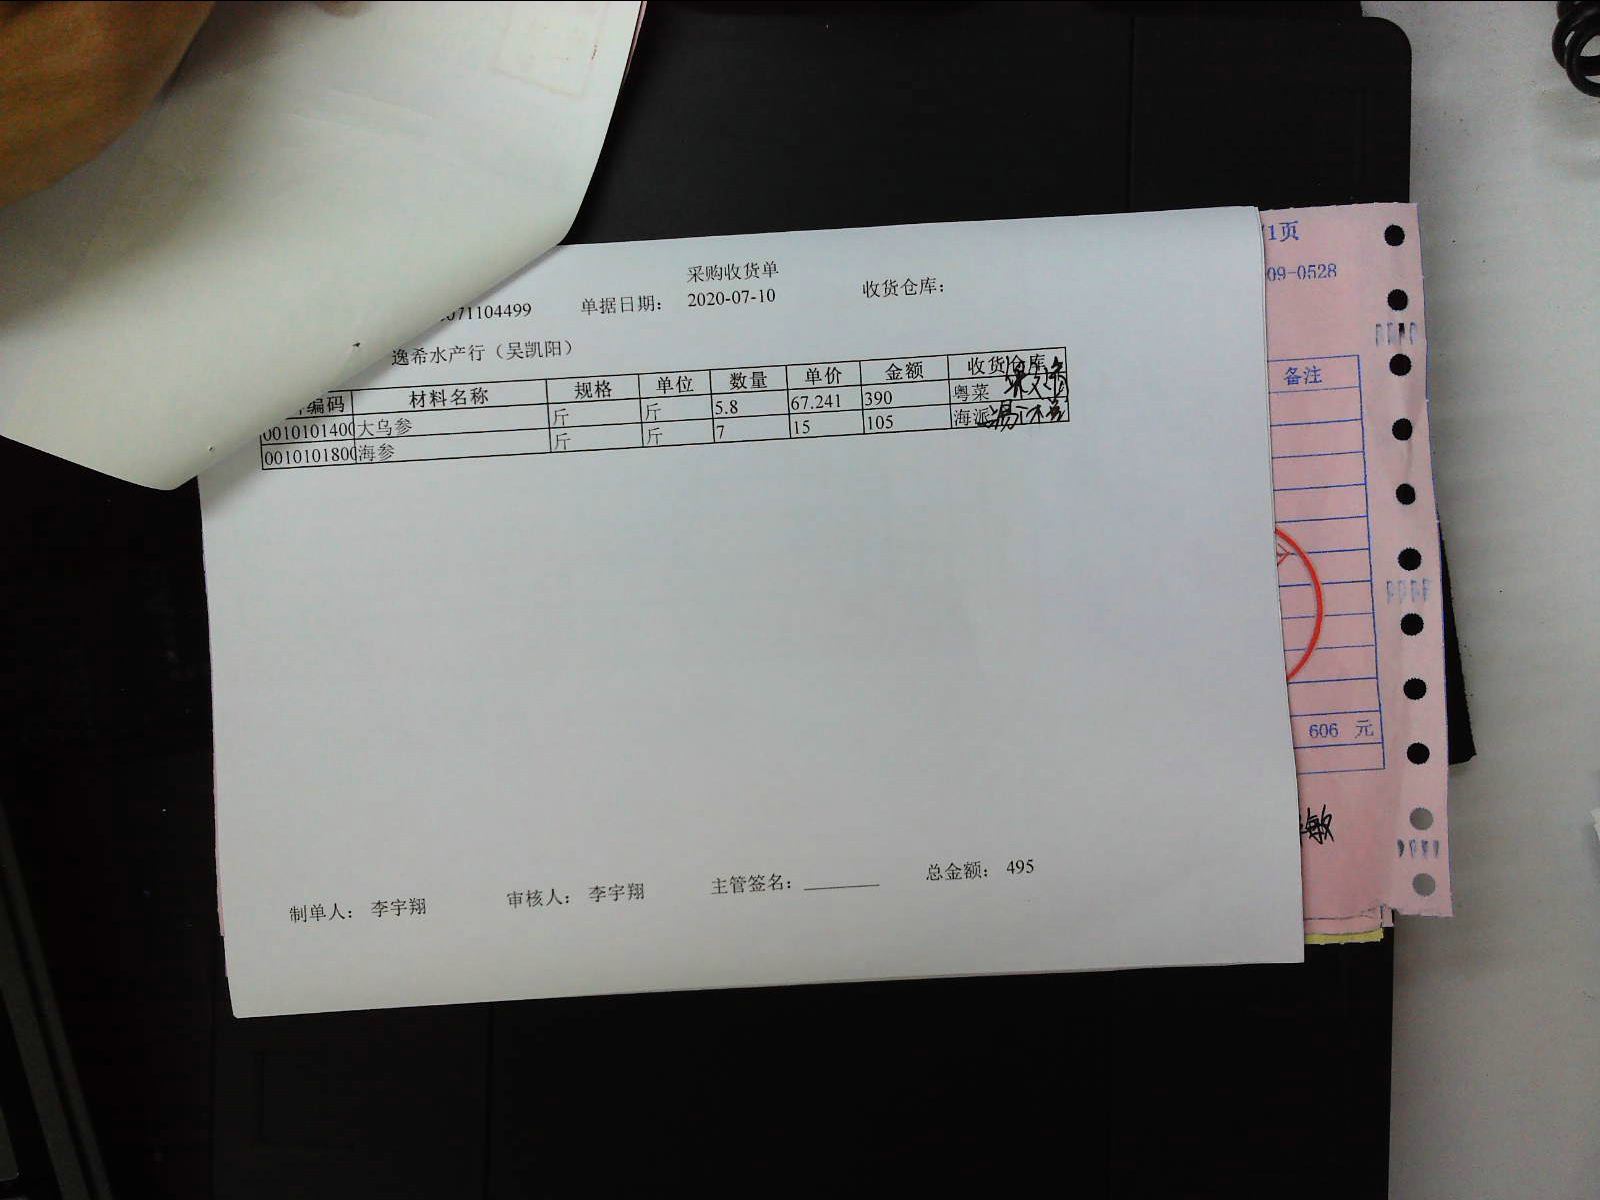 采购收货单
071104499 单据日期： 2020-07-10 收货仓库：
逸希水产行（吴凯阳）
编码 材料名称 规格 单位 数量 单价 金额 收货仓库
0010101400 大乌参 斤 斤 5.8 67.241 390 粤菜
0010101800 海参 斤 斤 7 15 105 海派
制单人： 李宇翔 审核人： 李宇翔 主管签名： 总金额： 495
1页
09-0528
备注
606 元
敏